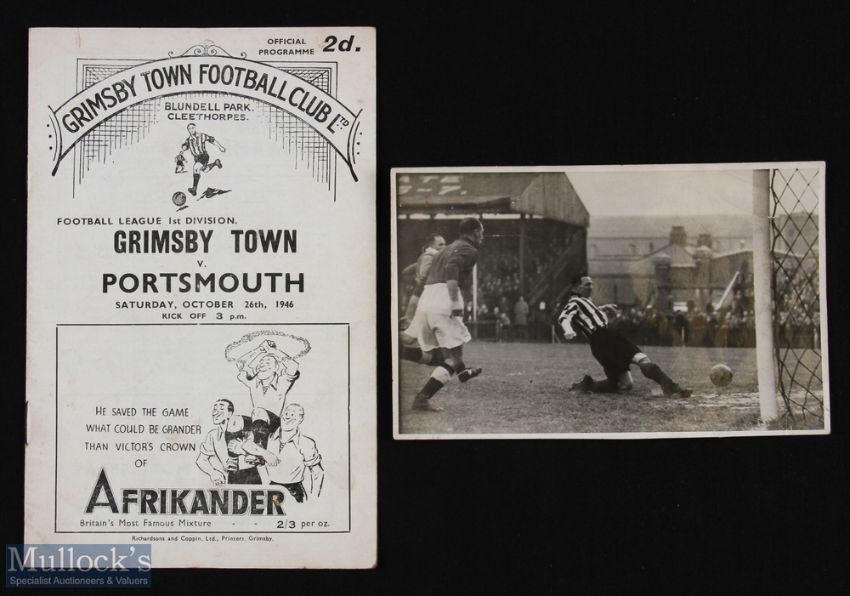 OFFICIAL PROGRAMME 2d.
GRIMSBY TOWN FOOTBALL CLUB LTD
BLUNDELL PARK,
CLEETHORPES.
FOOTBALL LEAGUE 1st DIVISION.
GRIMSBY TOWN
V.
PORTSMOUTH
SATURDAY, OCTOBER 26th, 1946
KICK OFF 3 p.m.
HE SAVED THE GAME
WHAT COULD BE GRANDER
THAN VICTOR'S CROWN
OF
AFRIKANDER
Britain's Most Famous Mixture - - 2/3 per oz.
Richardsons and Coppin, Ltd., Printers, Grimsby.
Mullock's
Specialist Auctioneers & Valuers